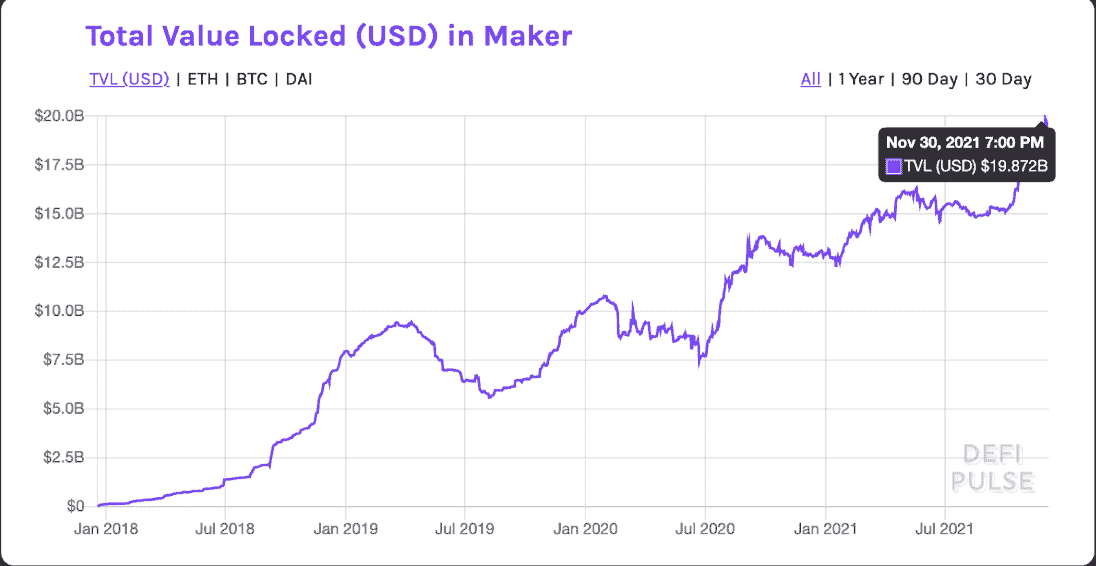 Total Value Locked (USD) in Maker
TVL (USD) | ETH | BTC | DAI
All | 1 Year | 90 Day | 30 Day
$20.0B
$17.5B
$15.0B
$12.5B
$10.0B
$7.5B
$5.0B
$2.5B
$0
Nov 30, 2021 7:00 PM
TVL (USD) $19.872B
DEFI
PULSE
Jan 2018
Jul 2018
Jan 2019
Jul 2019
Jan 2020
Jul 2020
Jan 2021
Jul 2021